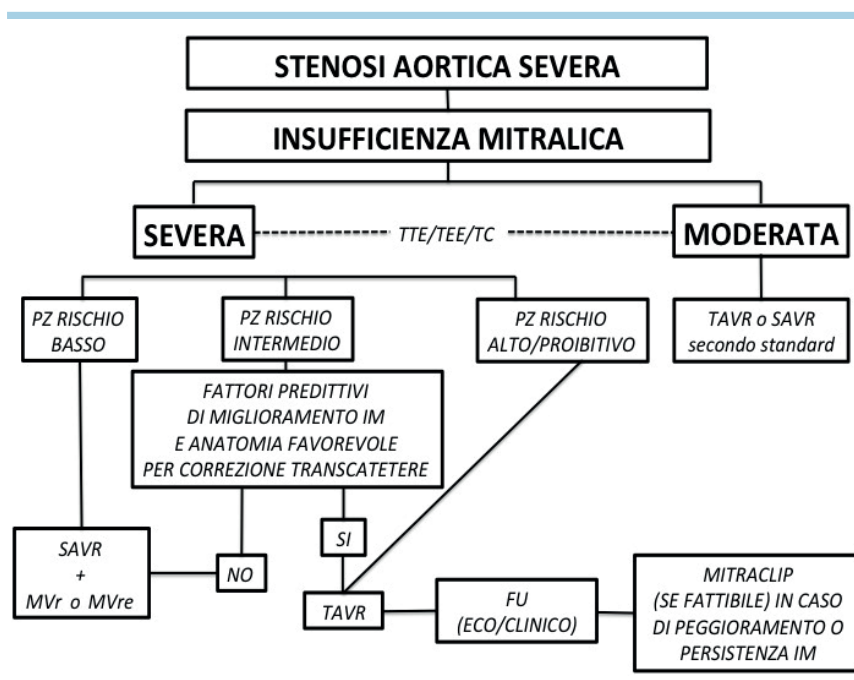 STENOSI AORTICA SEVERA
INSUFFICIENZA MITRALICA
SEVERA
TTE/TEE/TC
MODERATA
PZ RISCHIO
BASSO
PZ RISCHIO
INTERMEDIO
PZ RISCHIO
ALTO/PROIBITIVO
TAVR o SAVR
secondo standard
FATTORI PREDITTIVI
DI MIGLIORAMENTO IM
E ANATOMIA FAVOREVOLE
PER CORREZIONE TRANSCATETERE
SAVR
+
MVr o MVre
NO
SI
TAVR
FU
(ECO/CLINICO)
MITRACLIP
(SE FATTIBILE) IN CASO
DI PEGGIORAMENTO O
PERSISTENZA IM